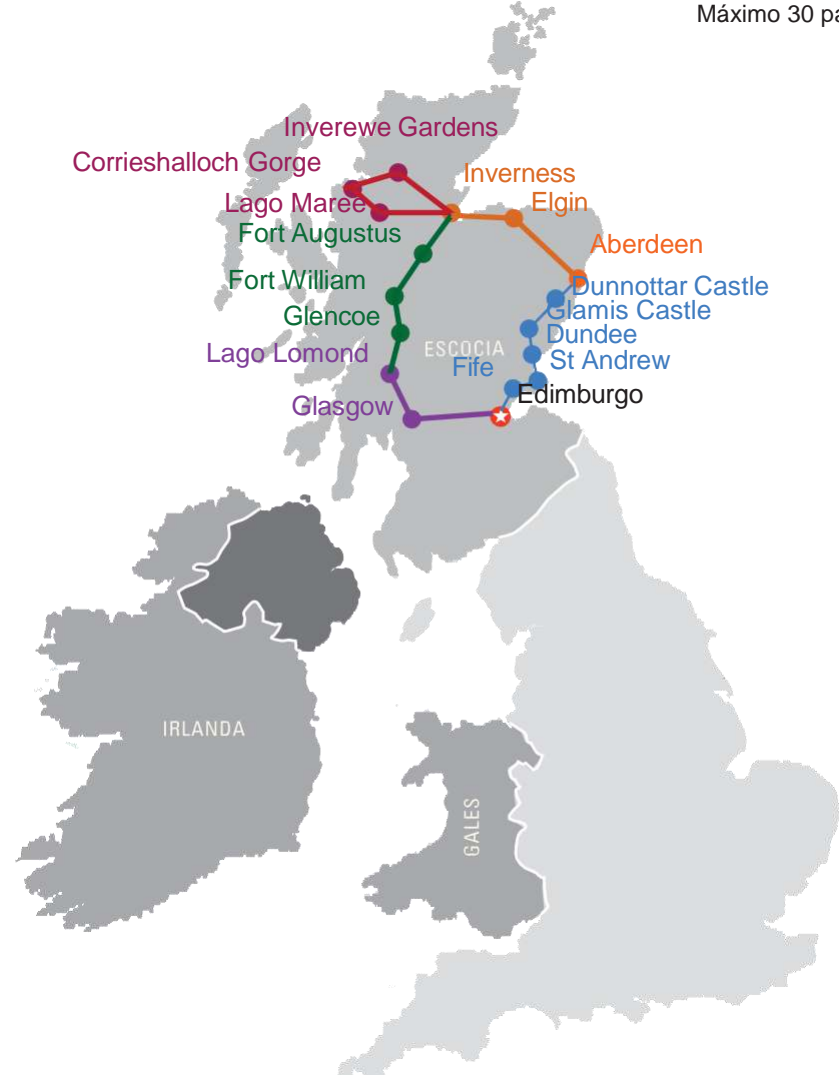 Máximo 30 pa
Inverewe Gardens
Corrieshalloch Gorge
Inverness
Lago Maree
Elgin
Fort Augustus
Aberdeen
Fort William
Dunnottar Castle
Glencoe
Glamis Castle
Dundee
Lago Lomond
ESCOCIA
St Andrew
Fife
Edimburgo
Glasgow
IRLANDA
GALES